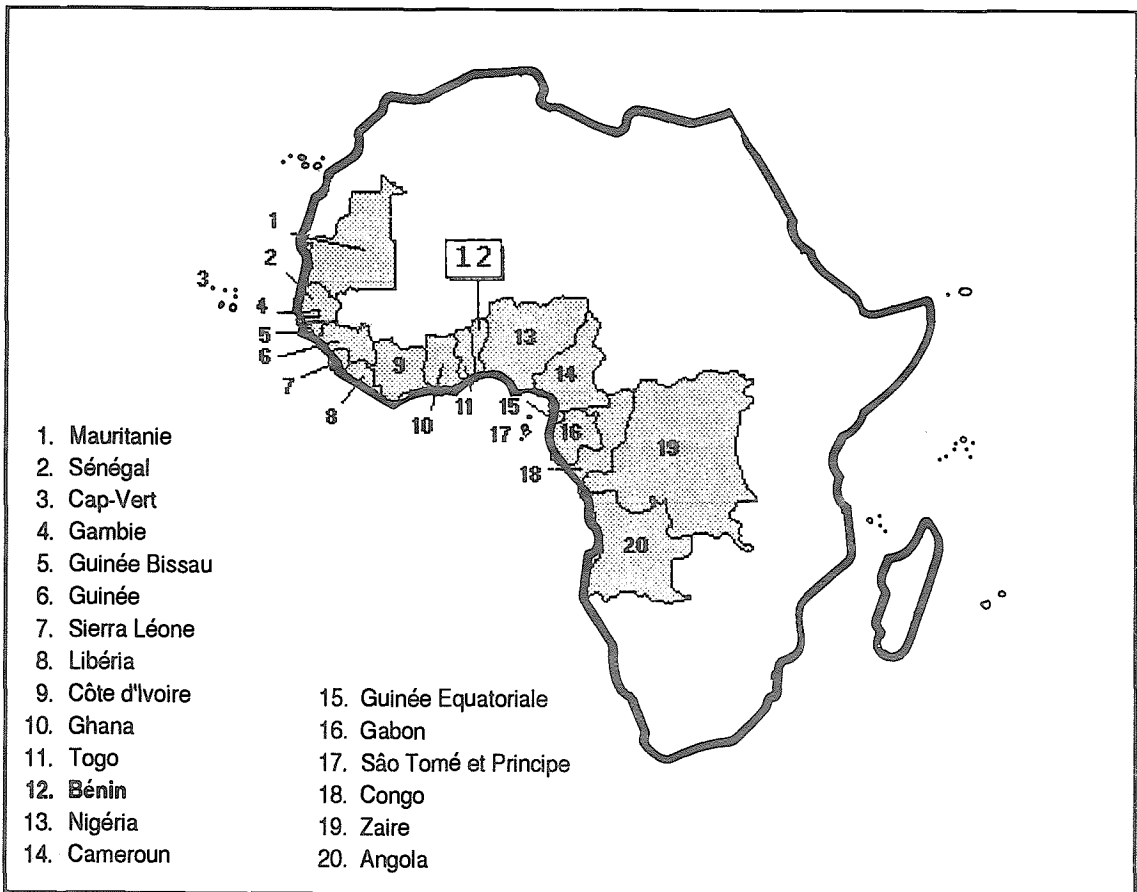 1
2
12
3
4
5
13
6
9
14
7
8
11
15
10
17
16
19
18
20
1. Mauritanie
2. Sénégal
3. Cap-Vert
4. Gambie
5. Guinée Bissau
6. Guinée
7. Sierra Léone
8. Libéria
9. Côte d'Ivoire
10. Ghana
11. Togo
12. Bénin
13. Nigéria
14. Cameroun
15. Guinée Equatoriale
16. Gabon
17. Sâo Tomé et Principe
18. Congo
19. Zaire
20. Angola